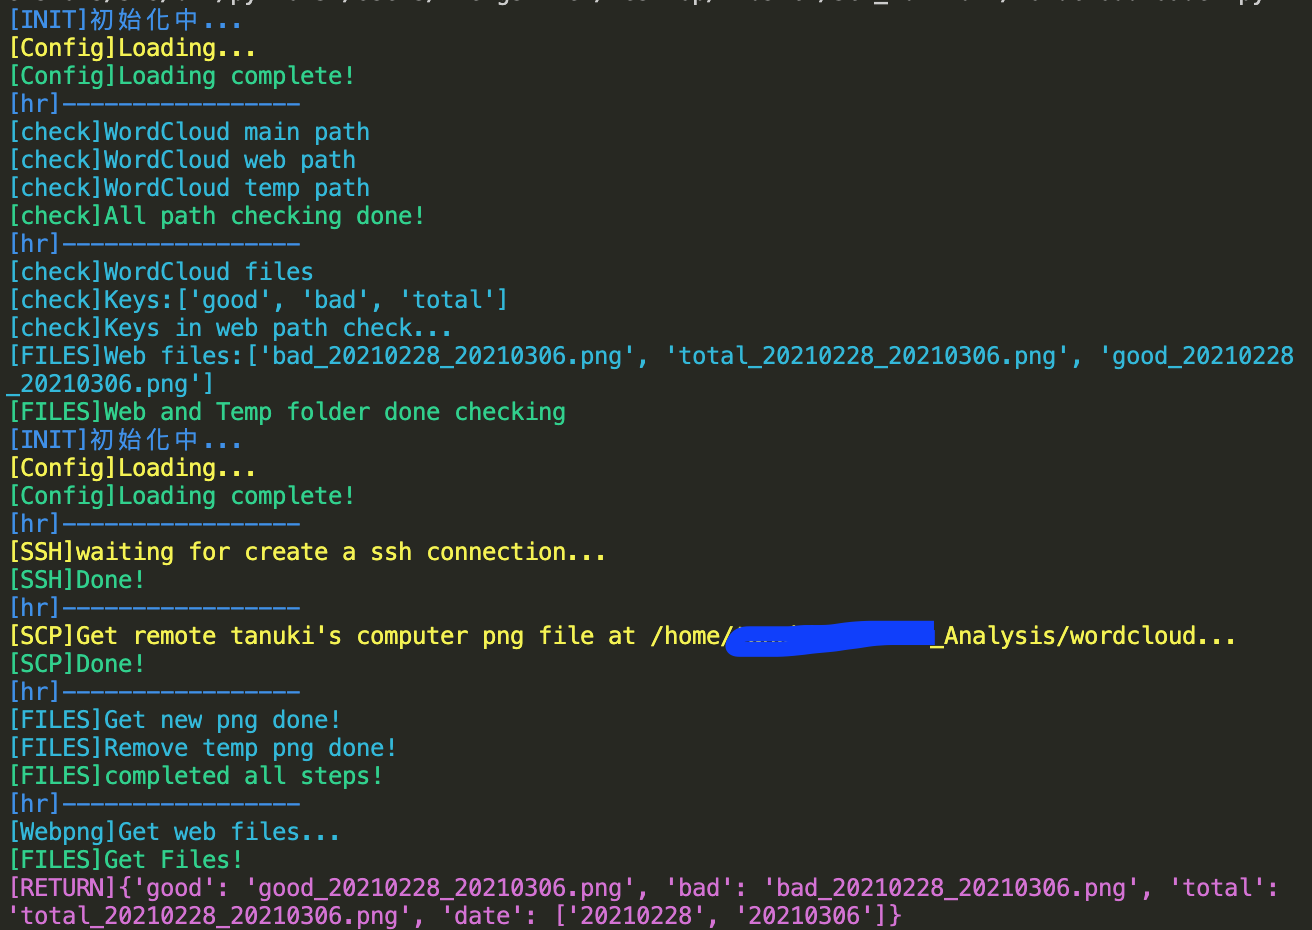 [INIT]初始化中...
[Config]Loading...
[Config]Loading complete!
[hr]-----------------
[check]WordCloud main path
[check]WordCloud web path
[check]WordCloud temp path
[check]All path checking done!
[hr]-----------------
[check]WordCloud files
[check]Keys:['good', 'bad', 'total']
[check]Keys in web path check...
[FILES]Web files:['bad_20210228_20210306.png', 'total_20210228_20210306.png', 'good_20210228
_20210306.png']
[FILES]Web and Temp folder done checking
[INIT]初始化中...
[Config]Loading...
[Config]Loading complete!
[hr]-----------------
[SSH]waiting for create a ssh connection...
[SSH]Done!
[hr]-----------------
[SCP]Get remote tanuki's computer png file at /home/ _Analysis/wordcloud...
[SCP]Done!
[hr]-----------------
[FILES]Get new png done!
[FILES]Remove temp png done!
[FILES]completed all steps!
[hr]-----------------
[Webpng]Get web files...
[FILES]Get Files!
[RETURN]{'good': 'good_20210228_20210306.png', 'bad': 'bad_20210228_20210306.png', 'total':
'total_20210228_20210306.png', 'date': ['20210228', '20210306']}